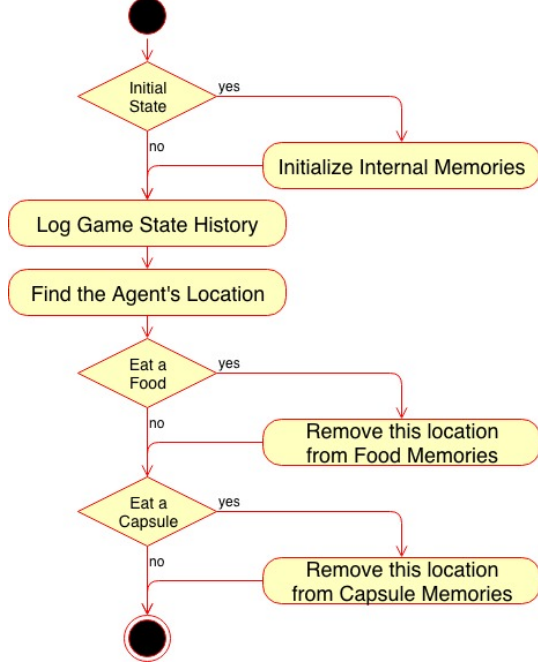 Initial
State
yes
no
Initialize Internal Memories
Log Game State History
Find the Agent's Location
Eat a
Food
yes
no
Remove this location
from Food Memories
Eat a
Capsule
yes
no
Remove this location
from Capsule Memories